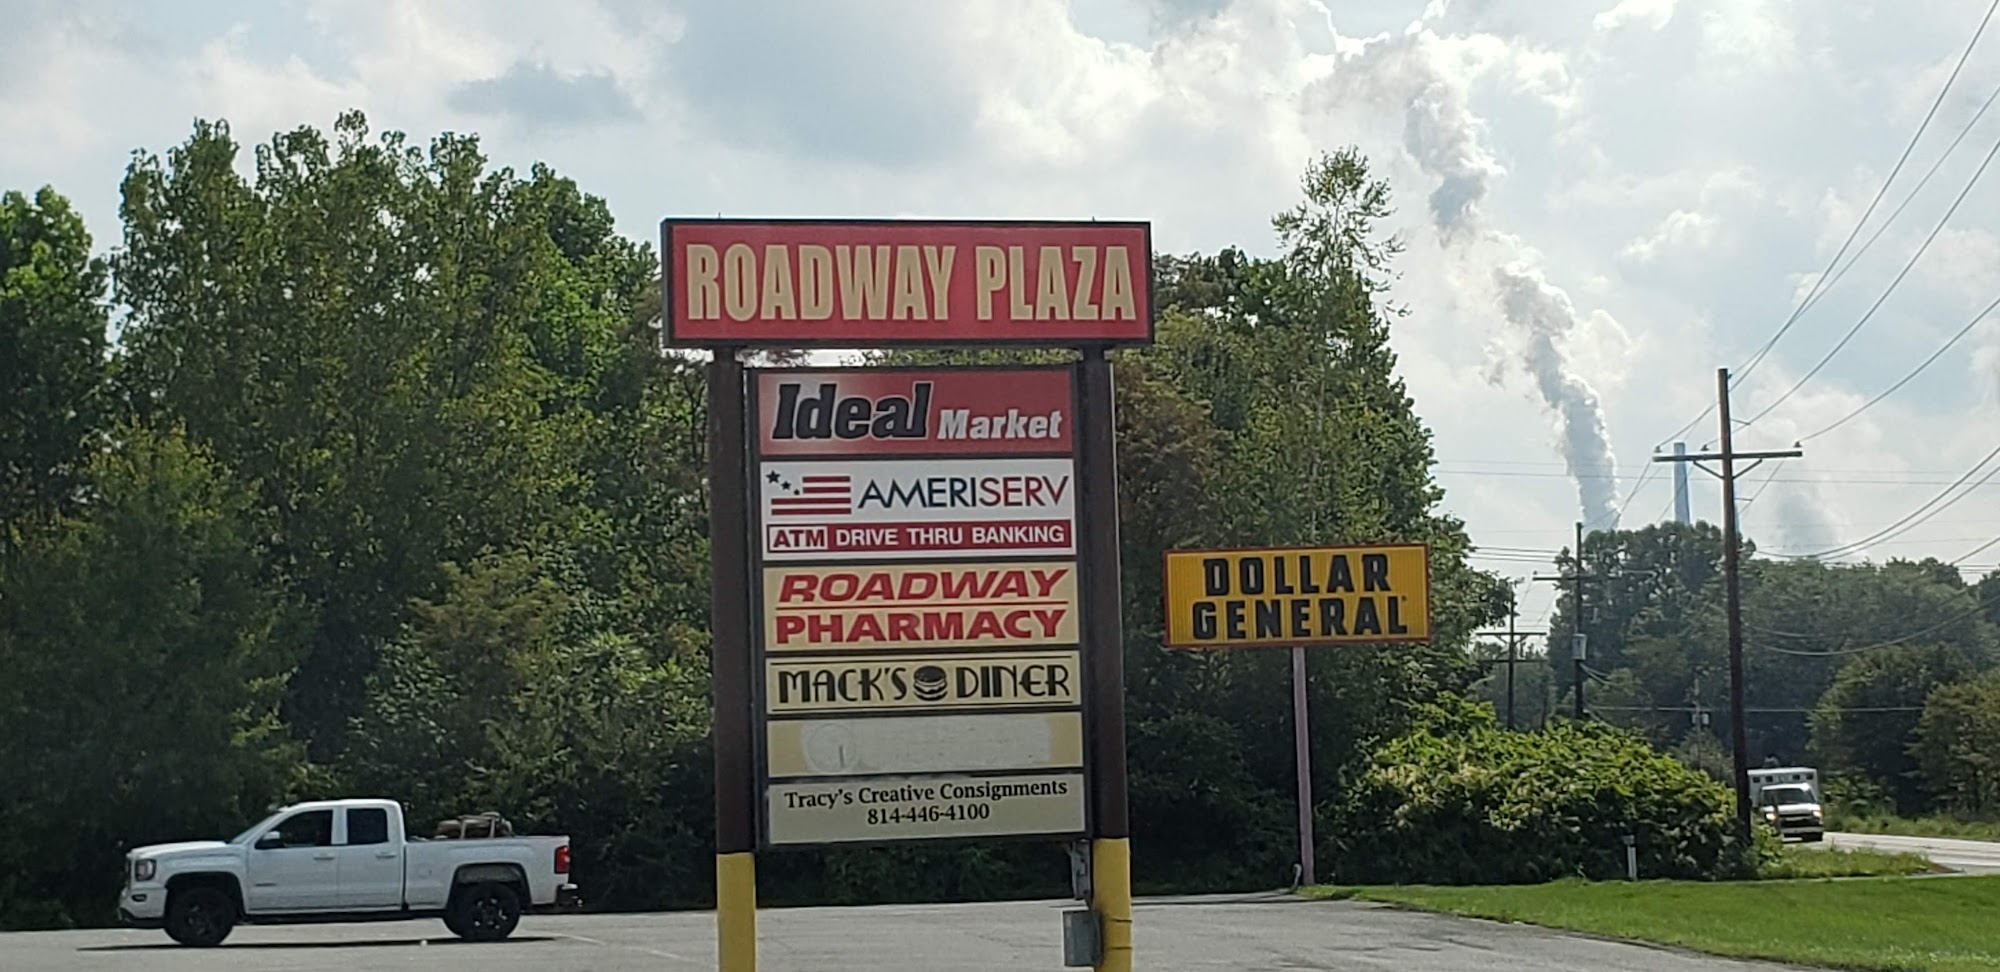 ROADWAY PLAZA
Ideal Market
AMERISERV
ATM DRIVE THRU BANKING
ROADWAY
PHARMACY
MACK'S DINER
Tracy's Creative Consignments
814-446-4100
DOLLAR
GENERAL